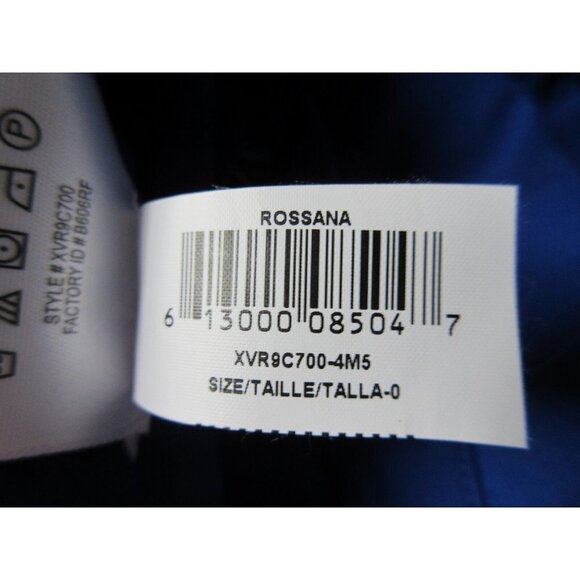 STYLE # XVR9C700
FACTORY ID # B606RF
ROSSANA
6 13000 08504 7
XVR9C700-4M5
SIZE/TAILLE/TALLA-0